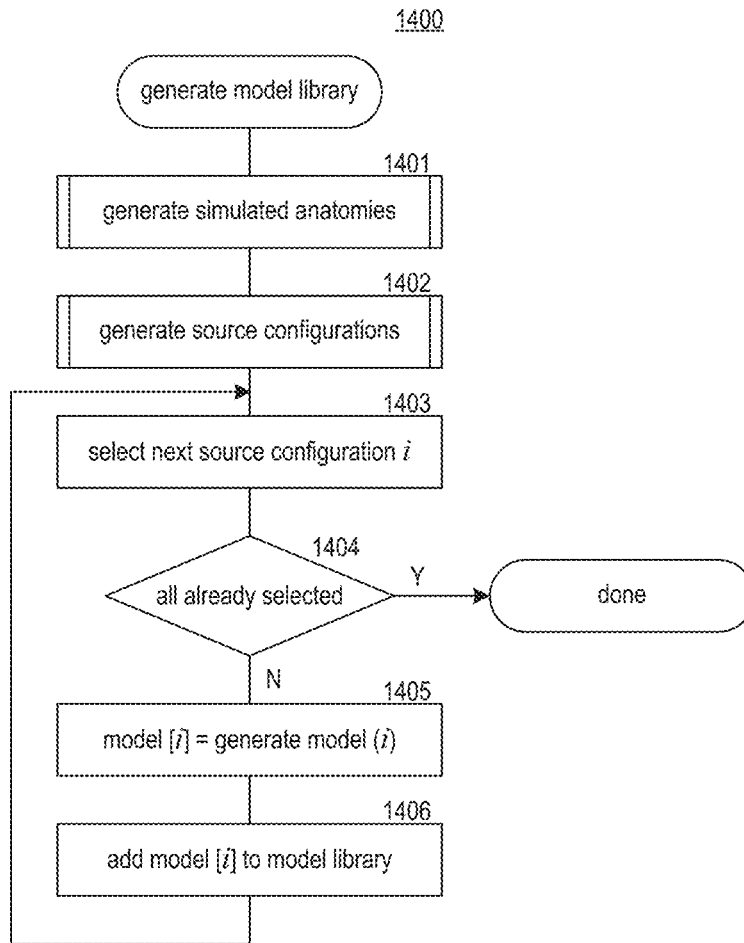 1400
generate model library
1401
generate simulated anatomies
1402
generate source configurations
1403
select next source configuration i
1404
all already selected
Y
done
N
1405
model [i] = generate model (i)
1406
add model [i] to model library